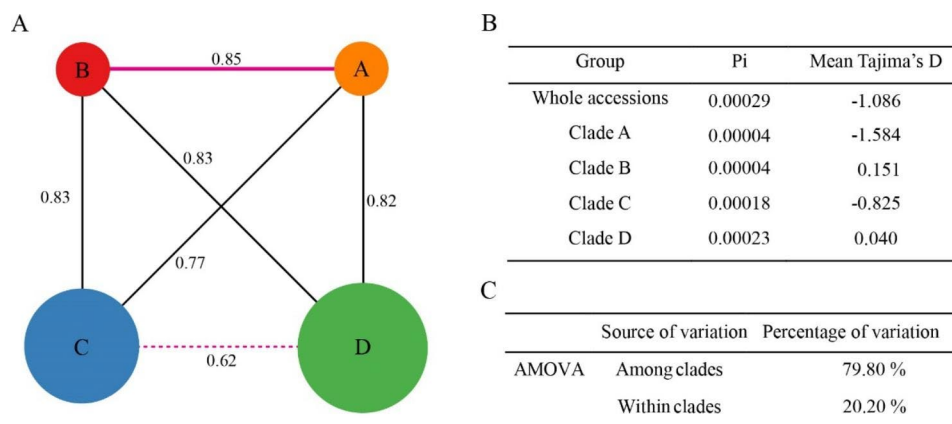 A
B A
0.85
0.83
0.83 0.82
0.77
C D
0.62
B
Group Pi Mean Tajima's D
Whole accessions 0.00029 -1.086
Clade A 0.00004 -1.584
Clade B 0.00004 0.151
Clade C 0.00018 -0.825
Clade D 0.00023 0.040
C
Source of variation Percentage of variation
AMOVA Among clades 79.80 %
Within clades 20.20 %